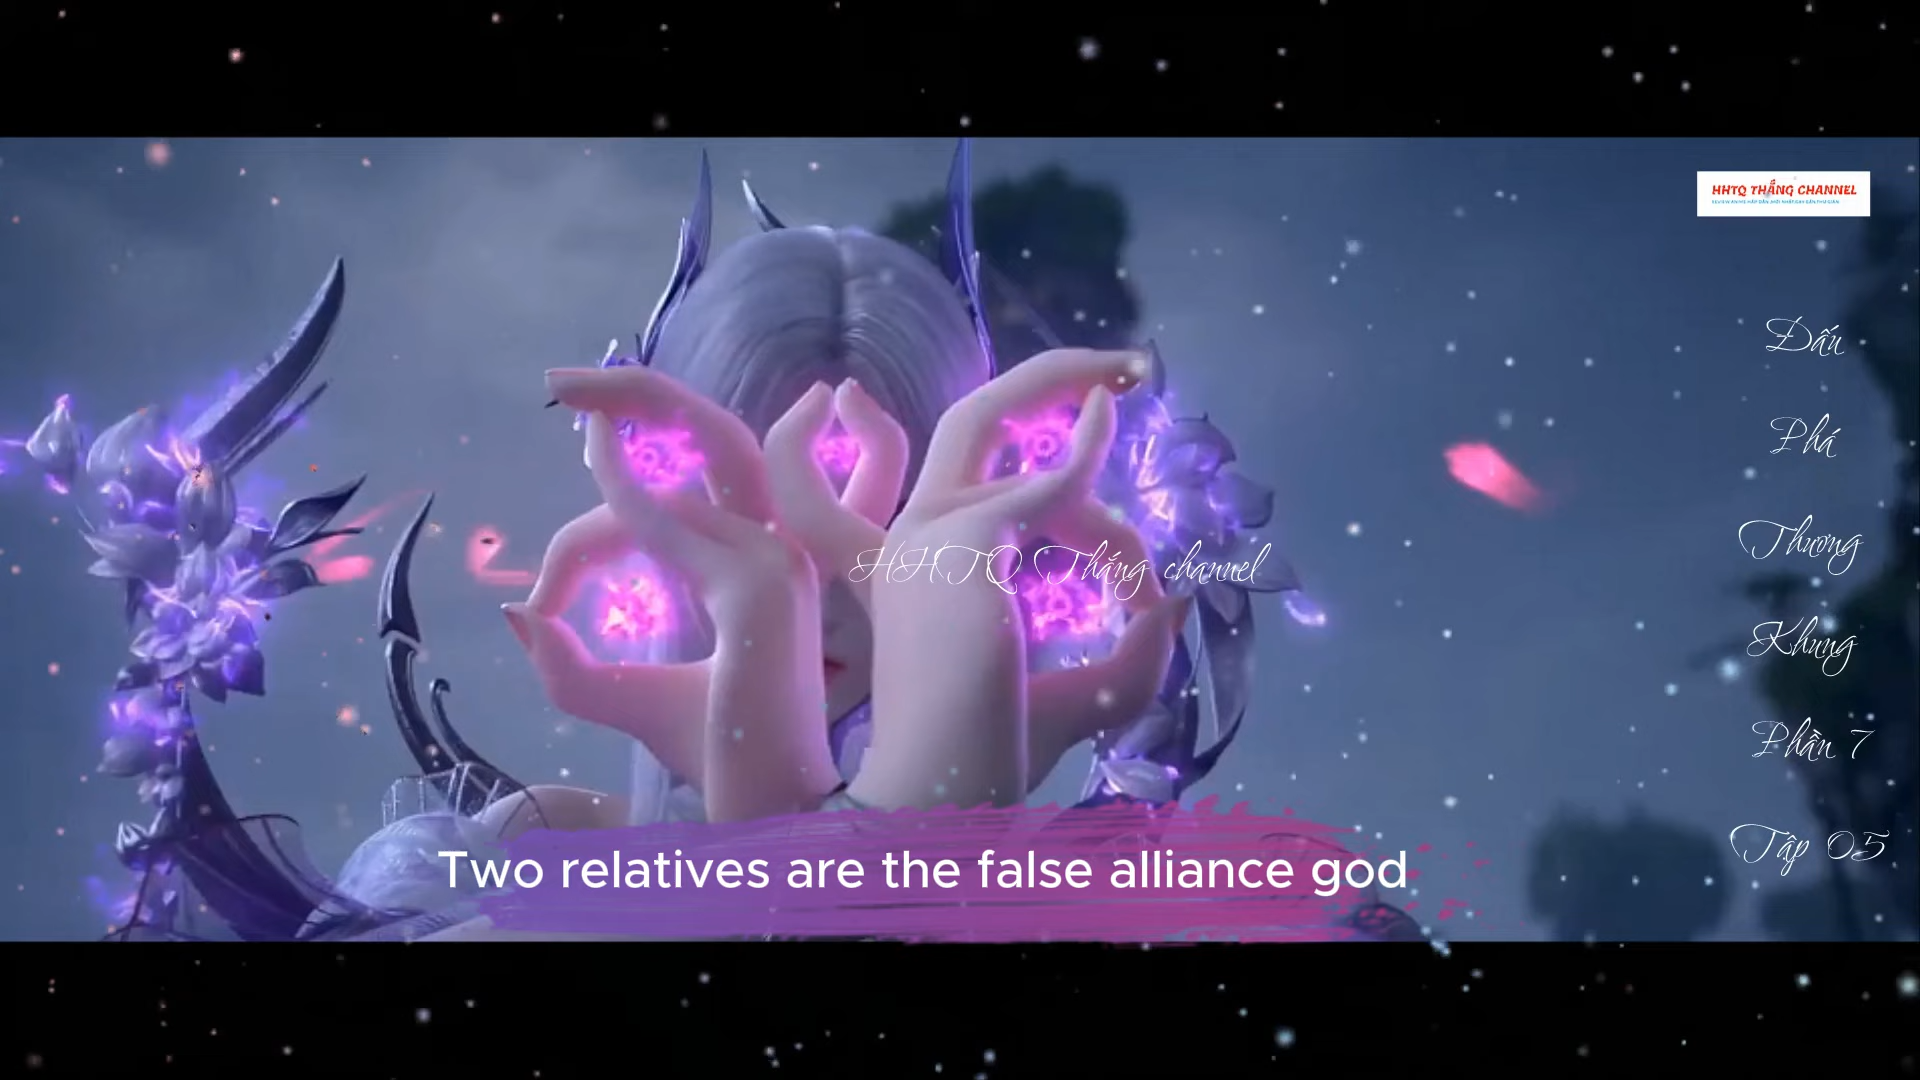 HHTQ THẮNG CHANNEL
Dấu
Phá
Thương
Khung
Phần 7
Tập 05
HHTQ Thắng channel
Two relatives are the false alliance god